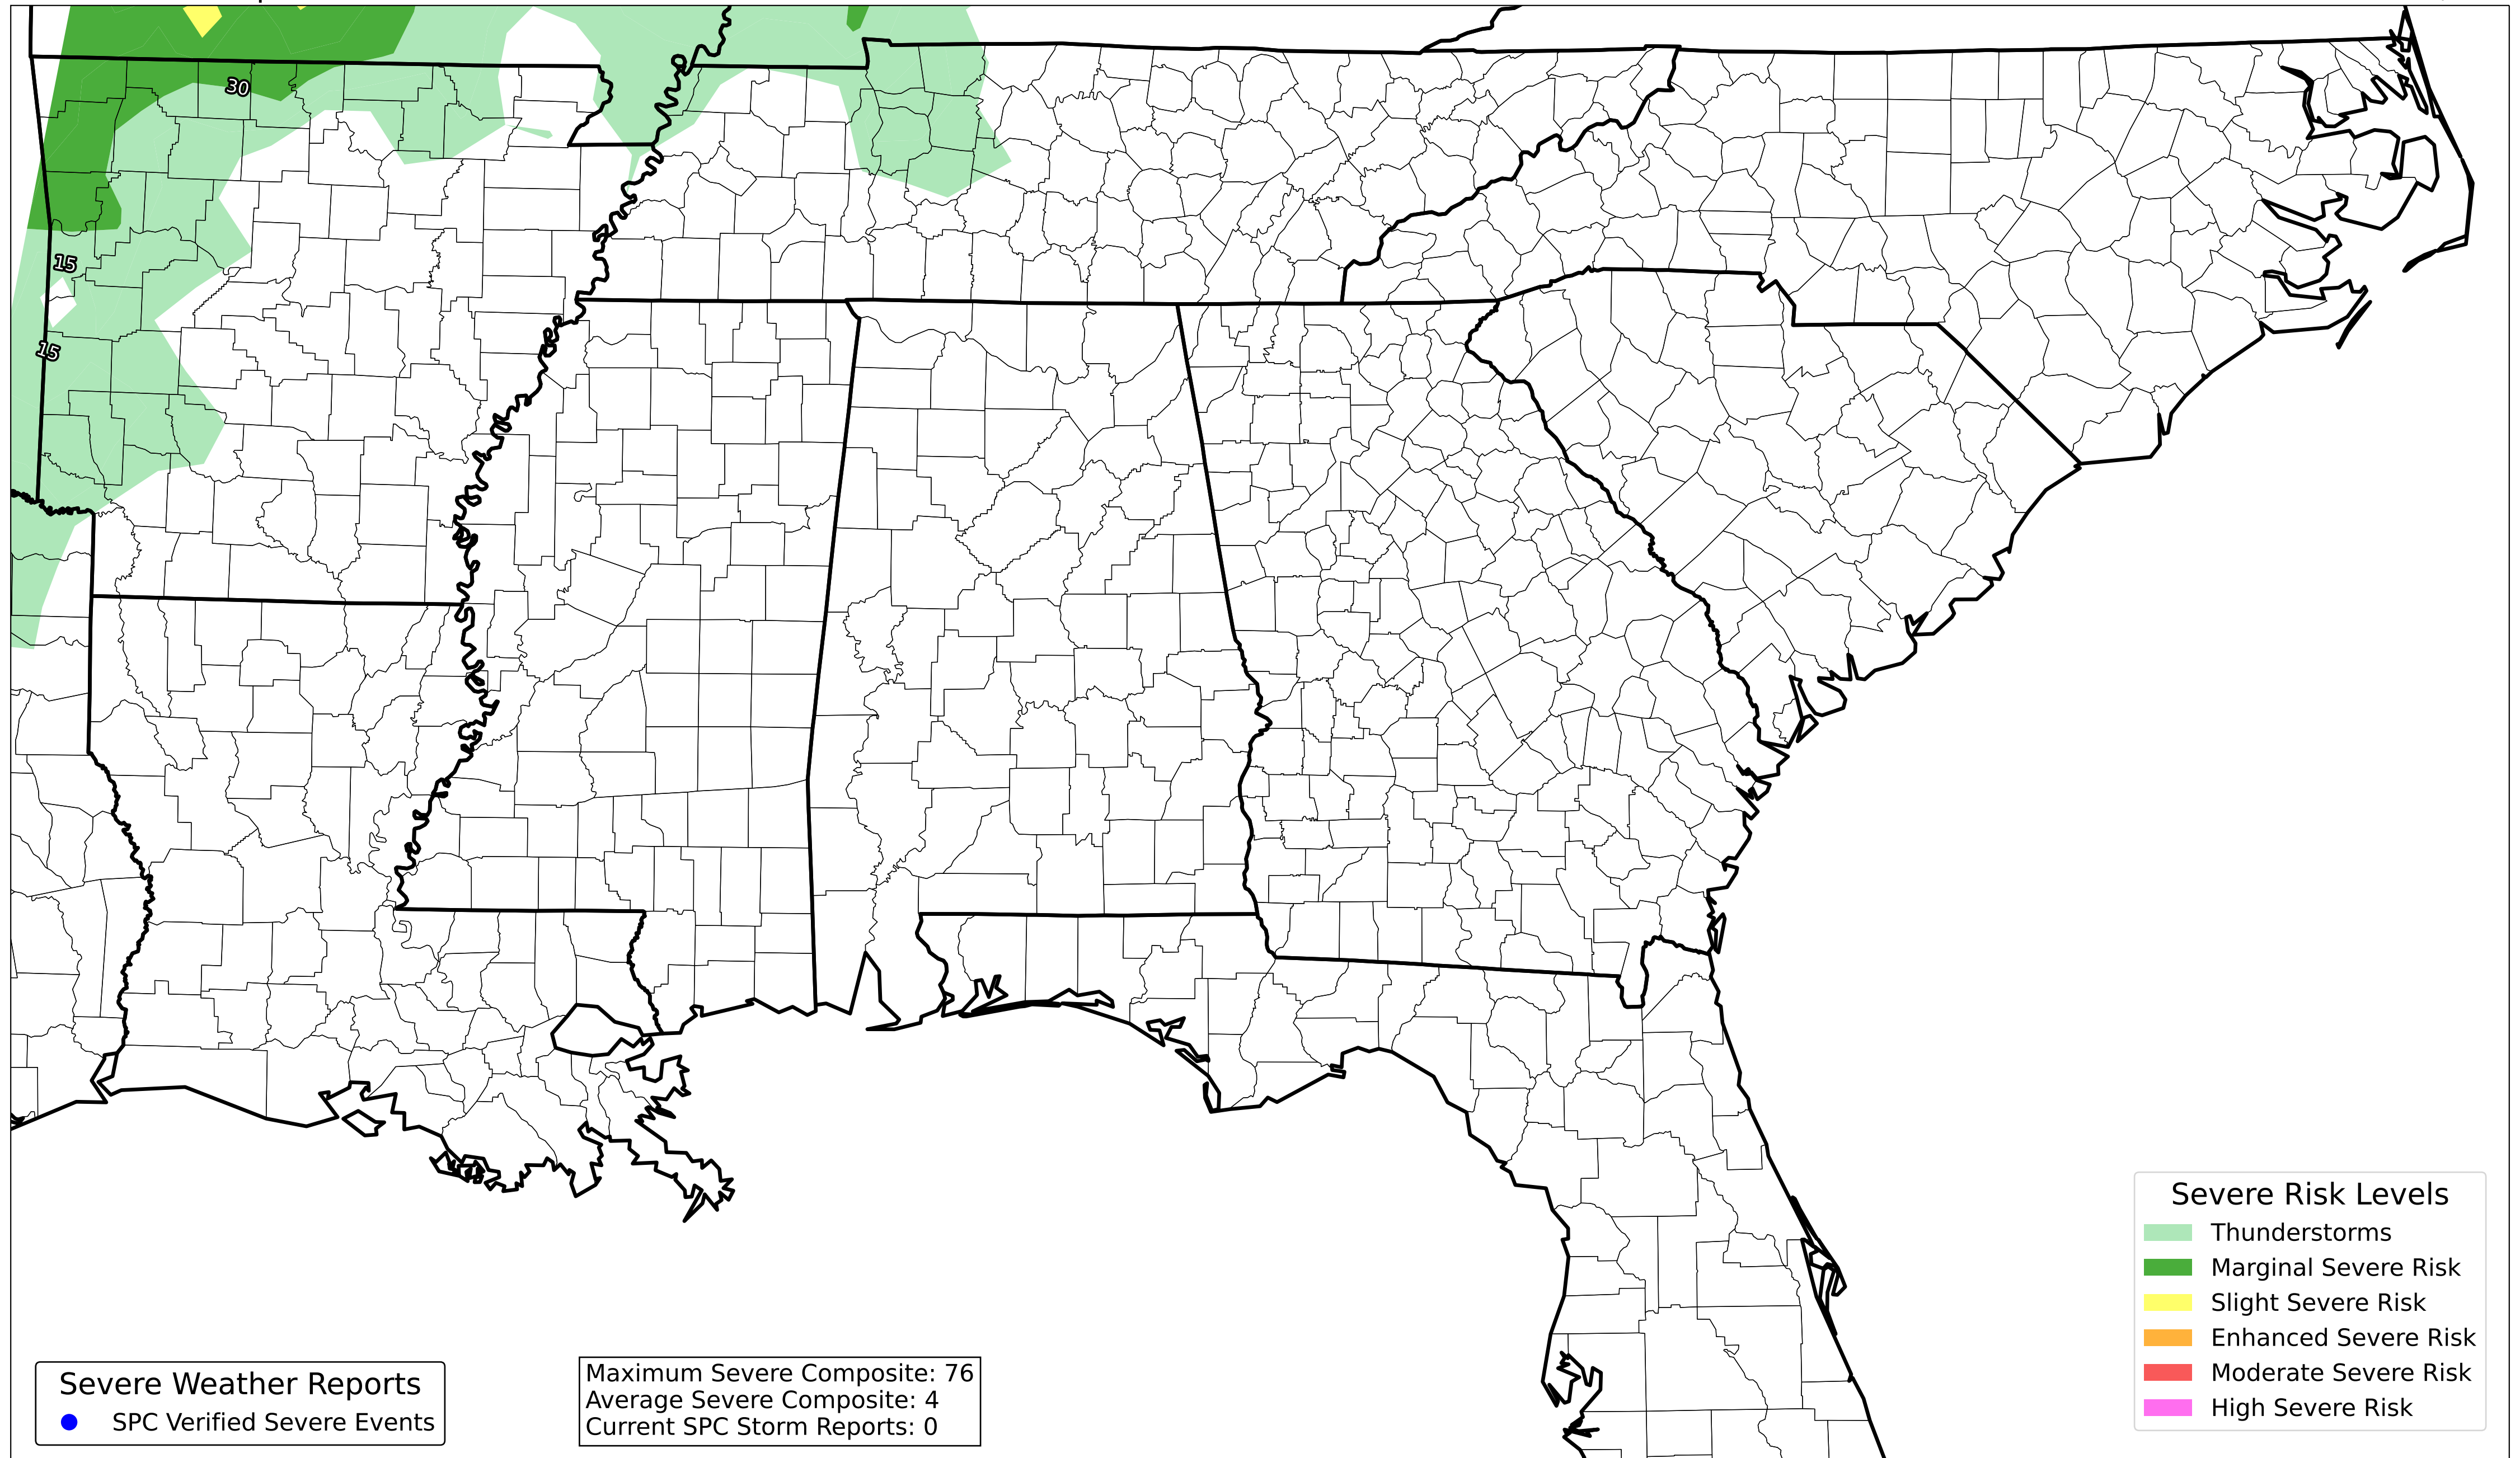 30
15
15
Severe Risk Levels
Thunderstorms
Marginal Severe Risk
Slight Severe Risk
Enhanced Severe Risk
Moderate Severe Risk
High Severe Risk
Severe Weather Reports
SPC Verified Severe Events
Maximum Severe Composite: 76
Average Severe Composite: 4
Current SPC Storm Reports: 0